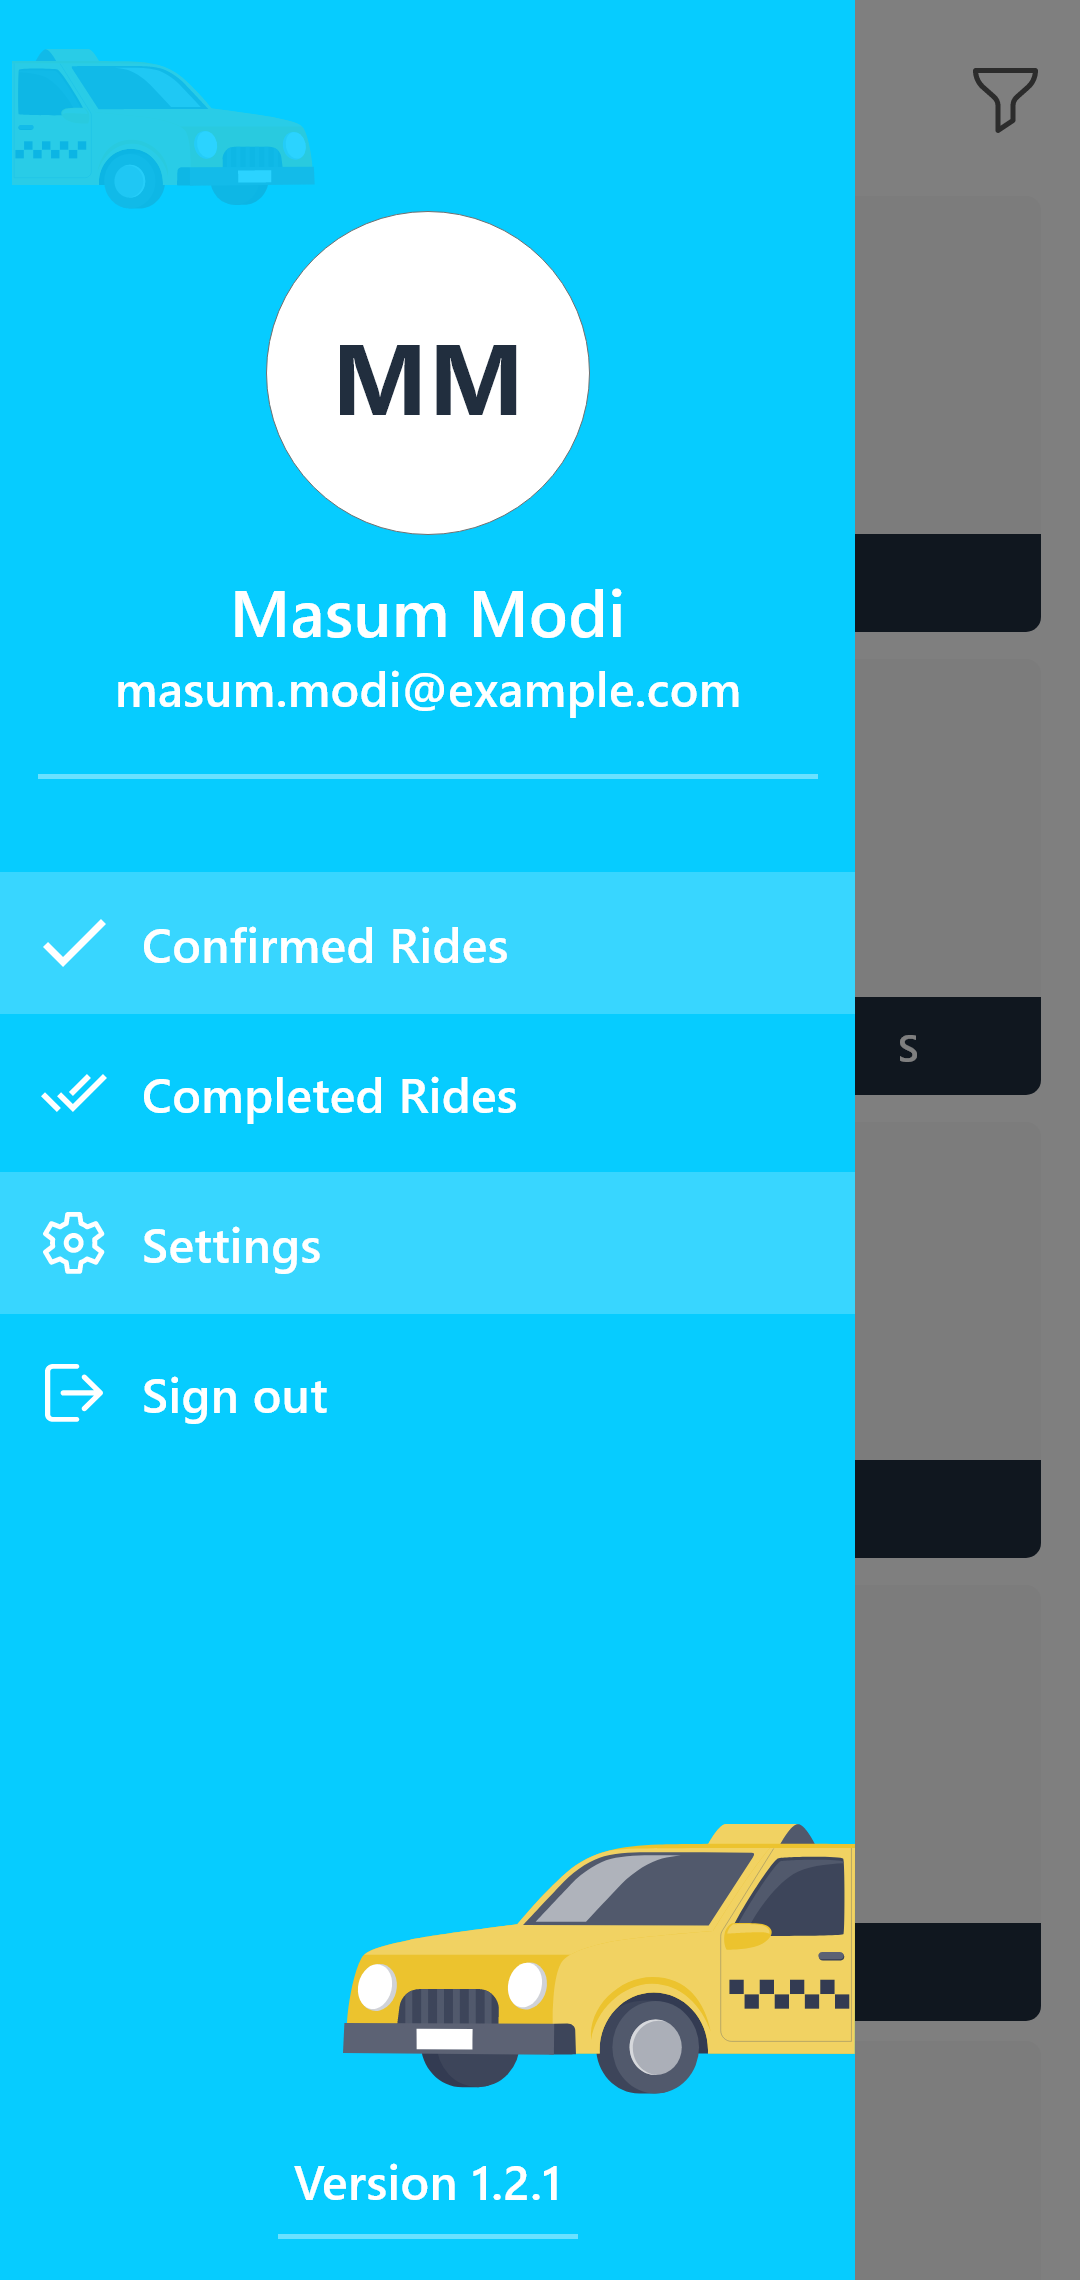 MM
Masum Modi
masum.modi@example.com
Confirmed Rides
S
Completed Rides
Settings
Sign out
Version 1.2.1